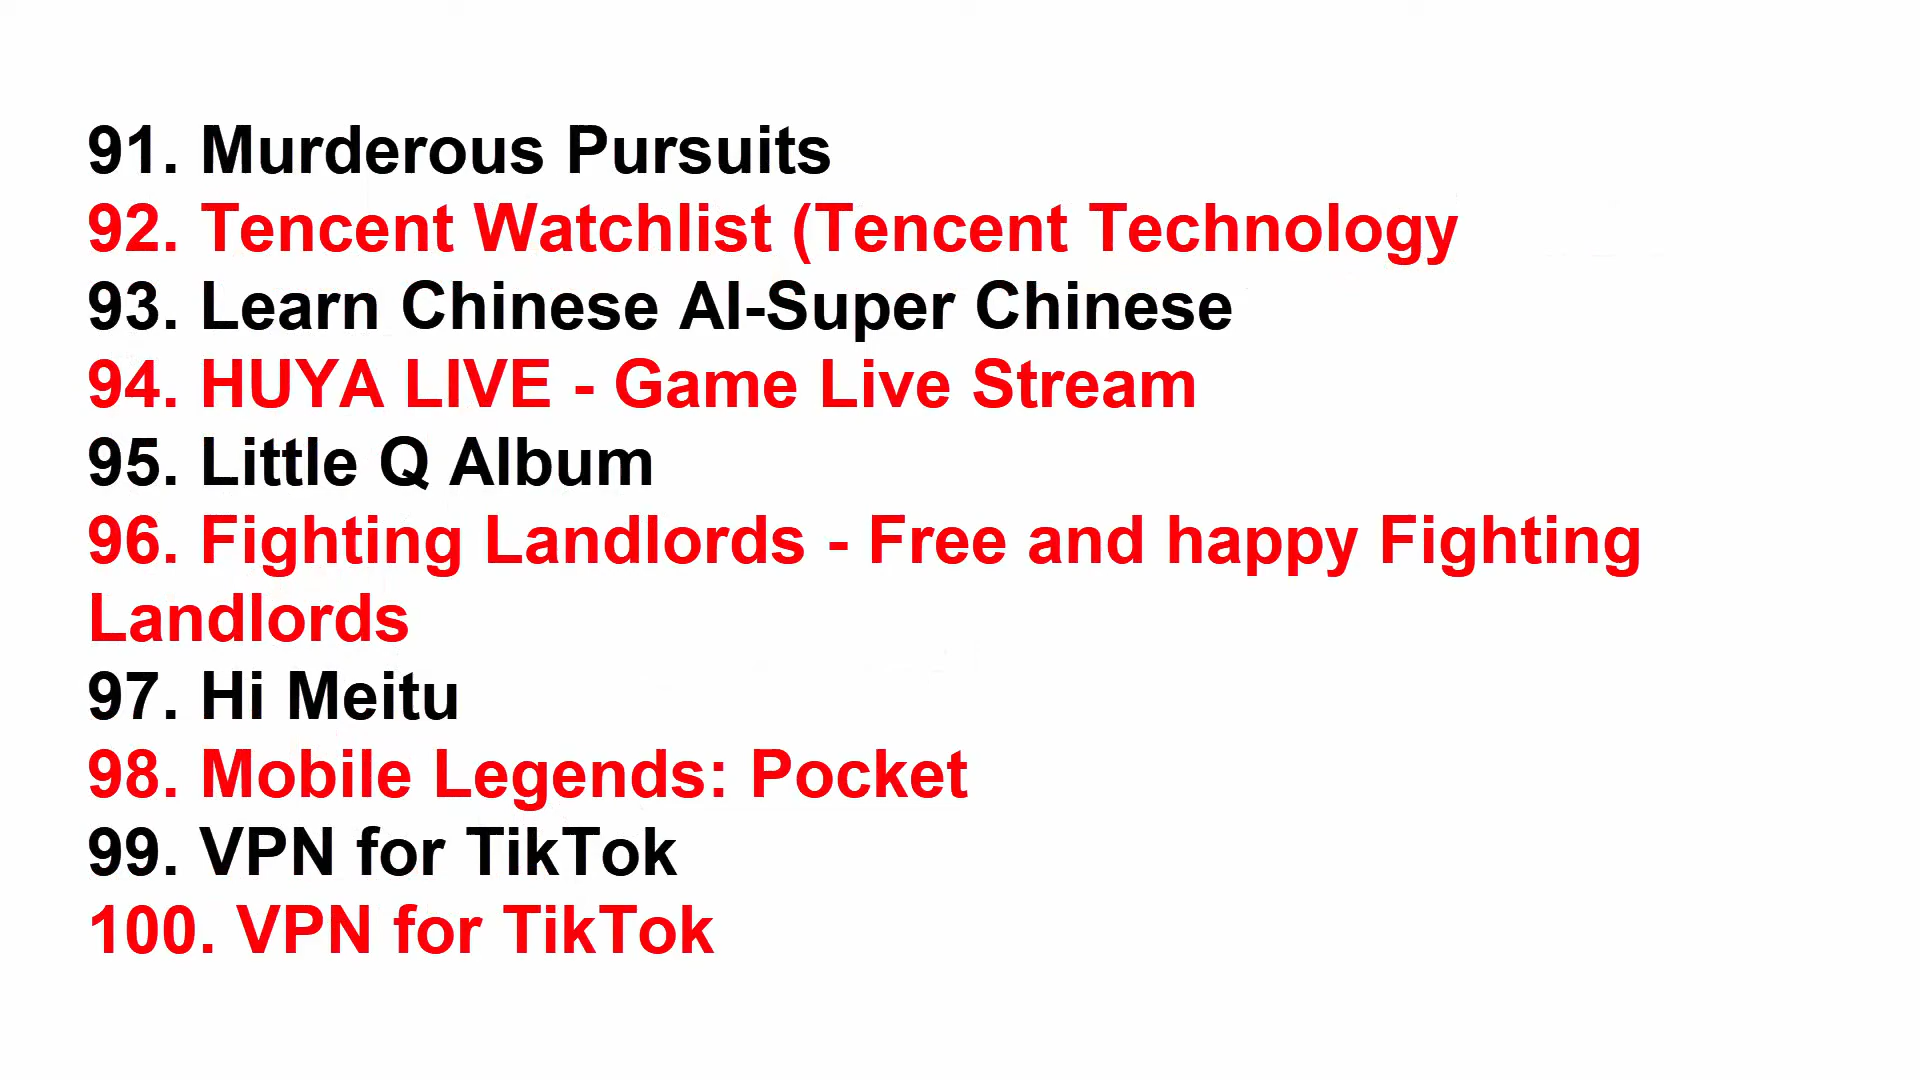 91. Murderous Pursuits
92. Tencent Watchlist (Tencent Technology
93. Learn Chinese AI-Super Chinese
94. HUYA LIVE - Game Live Stream
95. Little Q Album
96. Fighting Landlords - Free and happy Fighting
Landlords
97. Hi Meitu
98. Mobile Legends: Pocket
99. VPN for TikTok
100. VPN for TikTok